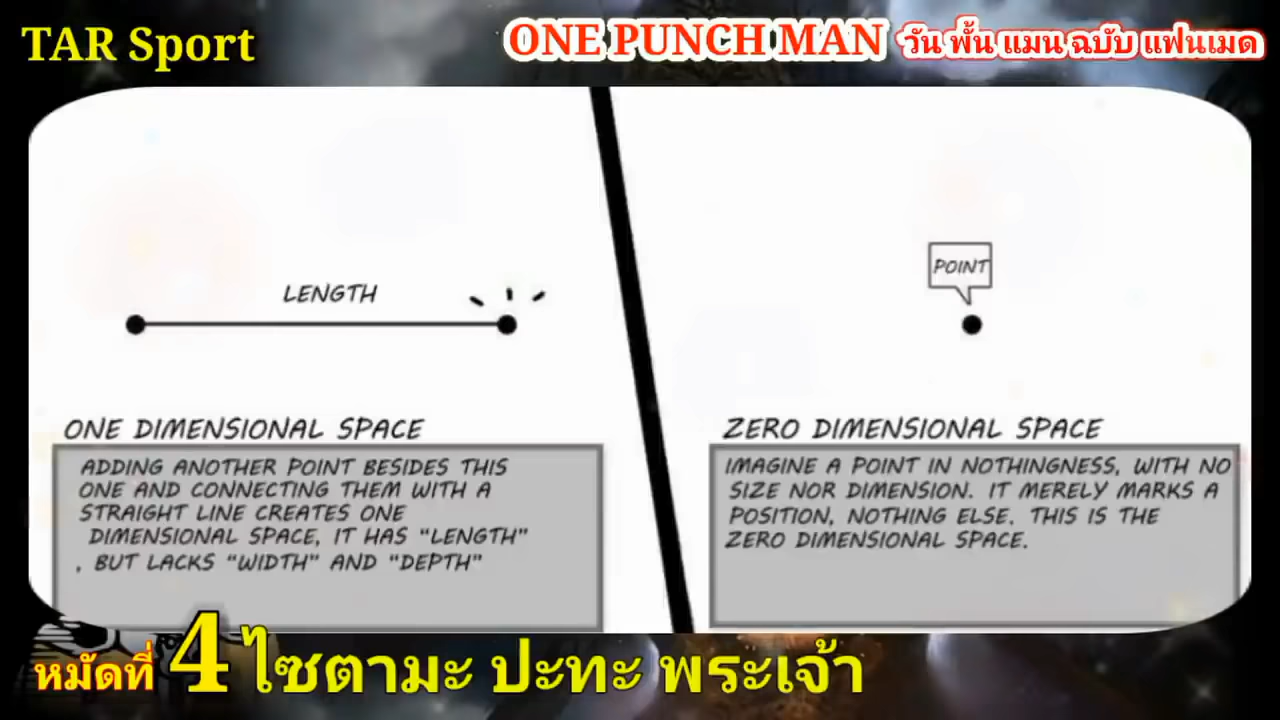 TAR Sport
ONE PUNCH MAN วัน พั้น แมน ฉบับ แฟนเมด
LENGTH
ONE DIMENSIONAL SPACE
ADDING ANOTHER POINT BESIDES THIS
ONE AND CONNECTING THEM WITH A
STRAIGHT LINE CREATES ONE
DIMENSIONAL SPACE, IT HAS “LENGTH”
, BUT LACKS “WIDTH” AND “DEPTH”
POINT
ZERO DIMENSIONAL SPACE
IMAGINE A POINT IN NOTHINGNESS, WITH NO
SIZE NOR DIMENSION. IT MERELY MARKS A
POSITION, NOTHING ELSE. THIS IS THE
ZERO DIMENSIONAL SPACE.
หมัดที่ 4 ไซตามะ ปะทะ พระเจ้า